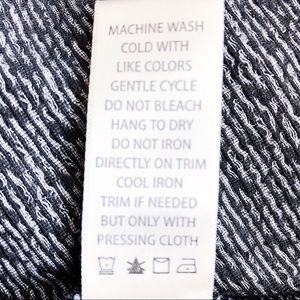 MACHINE WASH
COLD WITH
LIKE COLORS
GENTLE CYCLE
DO NOT BLEACH
HANG TO DRY
DO NOT IRON
DIRECTLY ON TRIM
COOL IRON
TRIM IF NEEDED
BUT ONLY WITH
PRESSING CLOTH